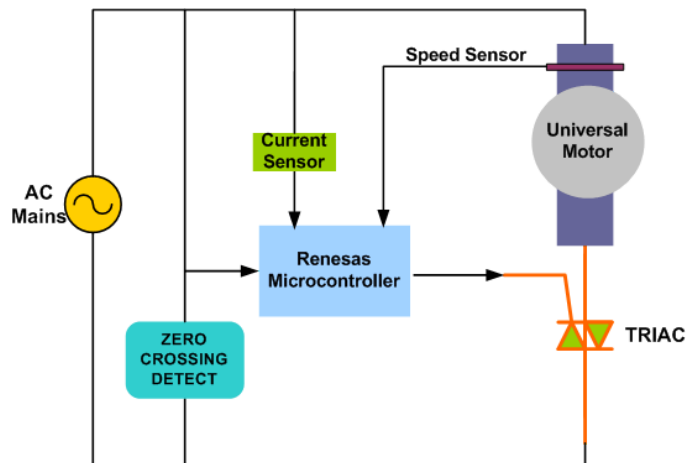 Speed Sensor
Universal
Motor
Current
Sensor
AC
Mains
Renesas
Microcontroller
ZERO
CROSSING
DETECT
TRIAC